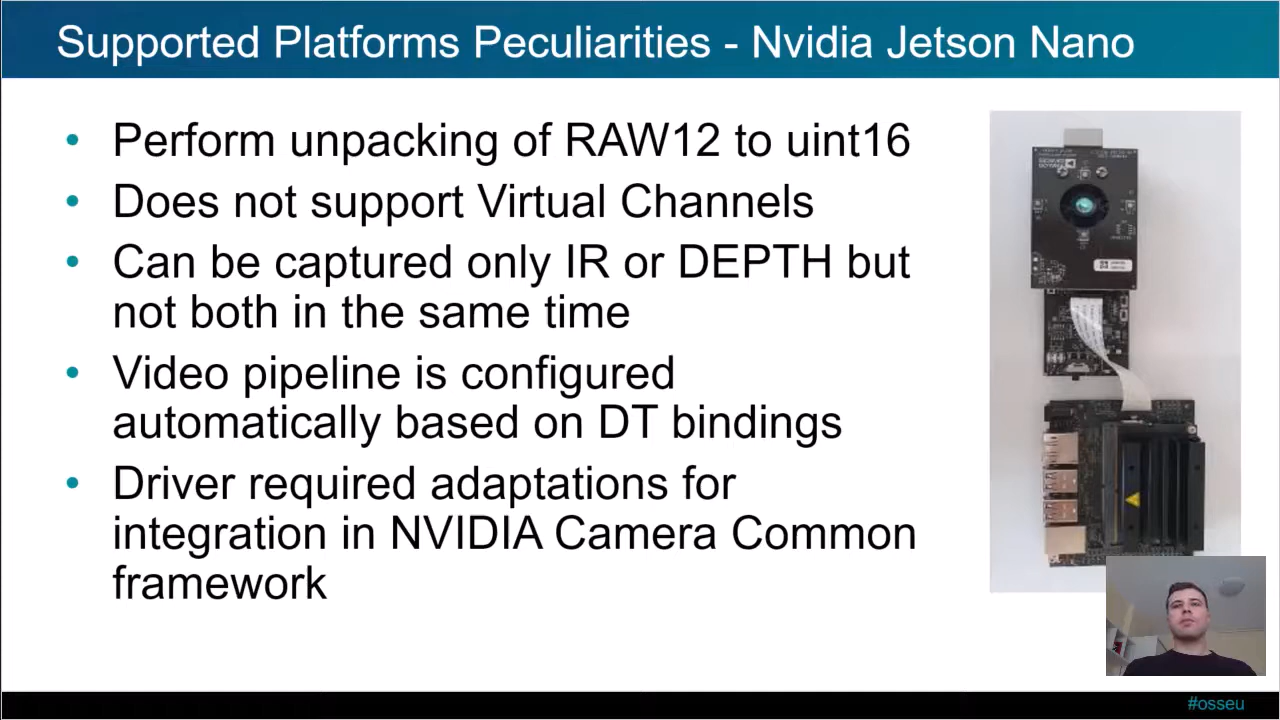 Supported Platforms Peculiarities - Nvidia Jetson Nano
• Perform unpacking of RAW12 to uint16
• Does not support Virtual Channels
• Can be captured only IR or DEPTH but
not both in the same time
• Video pipeline is configured
automatically based on DT bindings
• Driver required adaptations for
integration in NVIDIA Camera Common
framework
#osseu